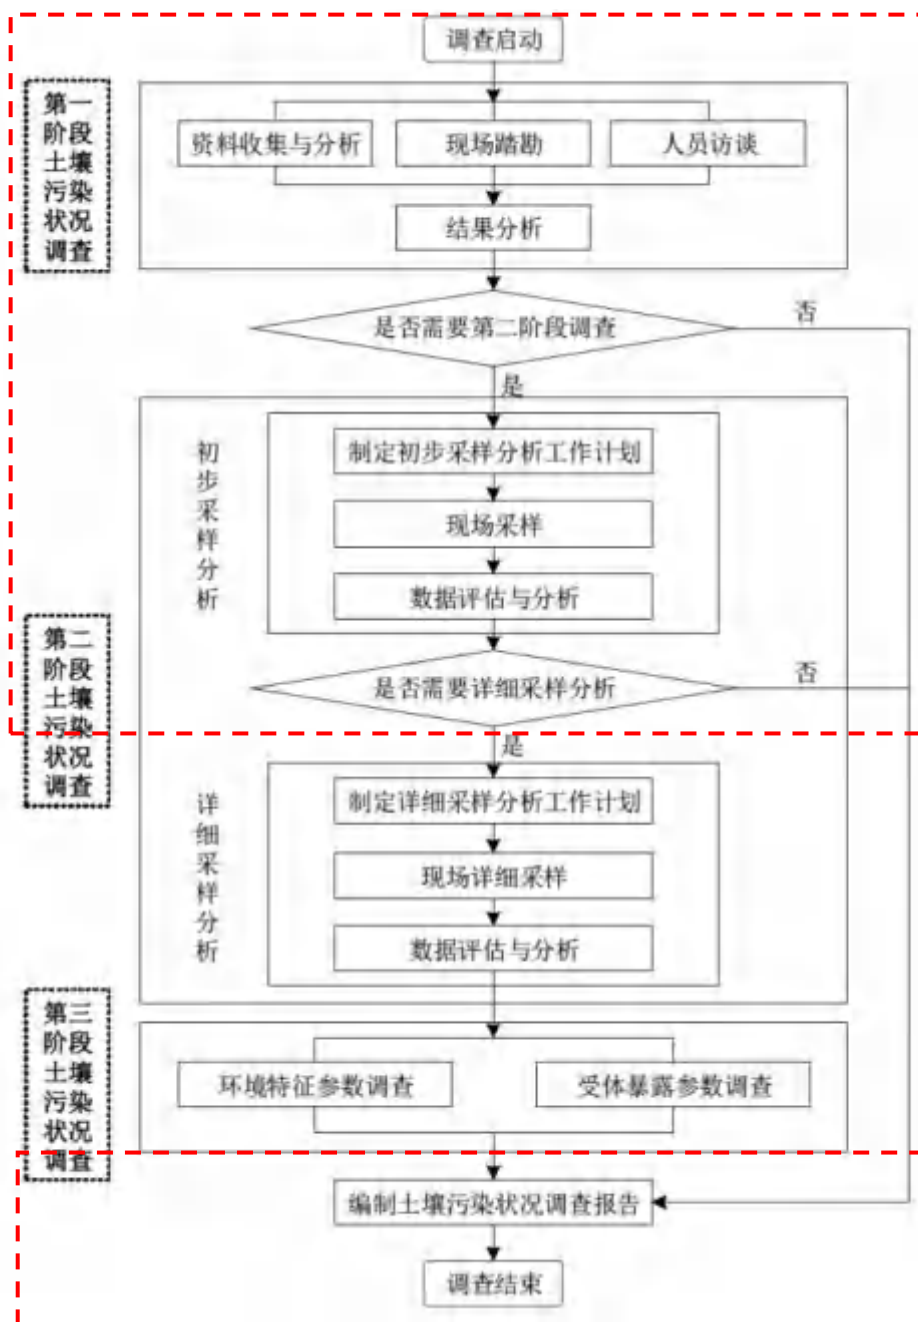 调查启动
第一
阶段
土壤
污染
状况
调查
资料收集与分析
现场踏勘
人员访谈
结果分析
是否需要第二阶段调查
否
是
初步采样分析
制定初步采样分析工作计划
现场采样
数据评估与分析
第二
阶段
土壤
污染
状况
调查
是否需要详细采样分析
否
是
详细采样分析
制定详细采样分析工作计划
现场详细采样
数据评估与分析
第三
阶段
土壤
污染
状况
调查
环境特征参数调查
受体暴露参数调查
编制土壤污染状况调查报告
调查结束